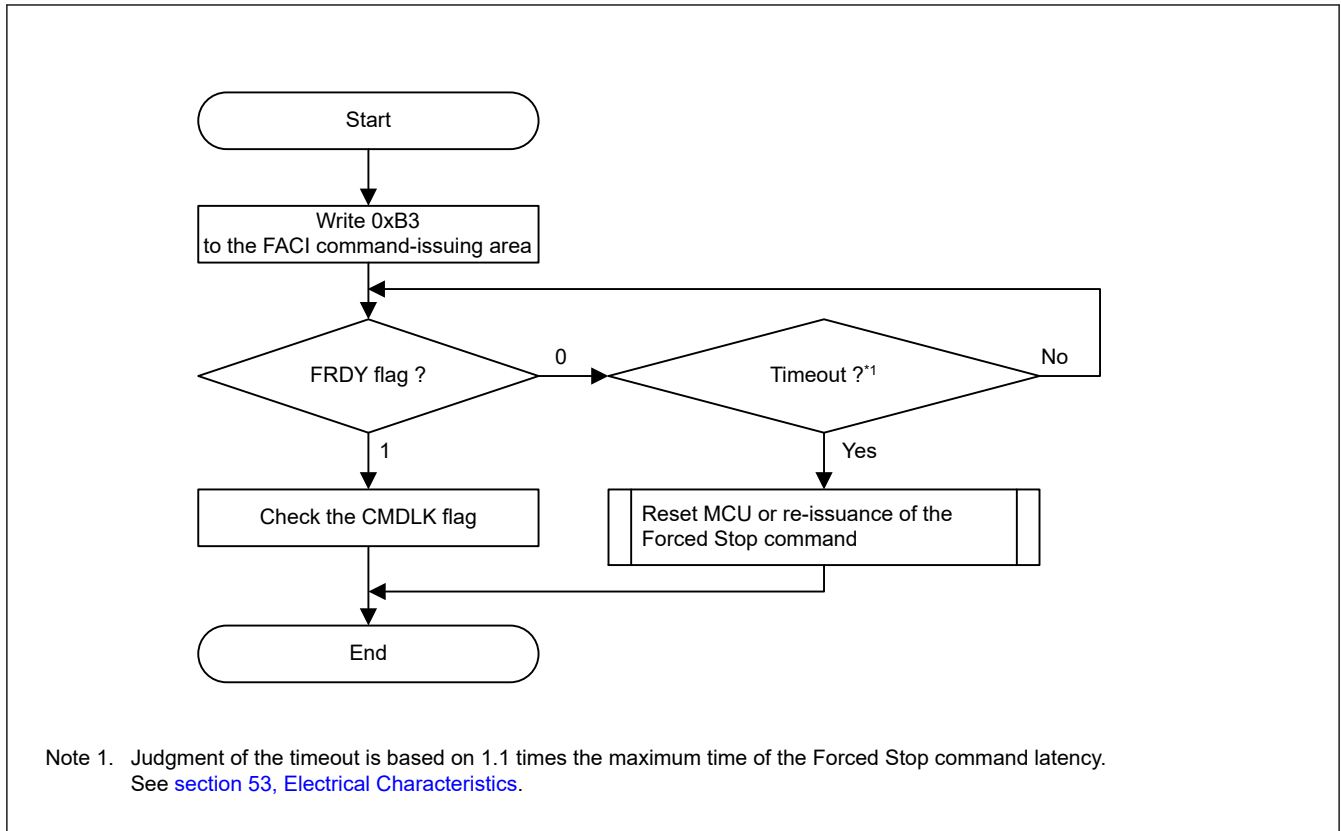 Start
Write 0xB3
to the FACI command-issuing area
FRDY flag ?
0
Timeout ?*1
No
1
Yes
Check the CMDLK flag
Reset MCU or re-issuance of the
Forced Stop command
End
Note 1. Judgment of the timeout is based on 1.1 times the maximum time of the Forced Stop command latency.
See section 53, Electrical Characteristics.